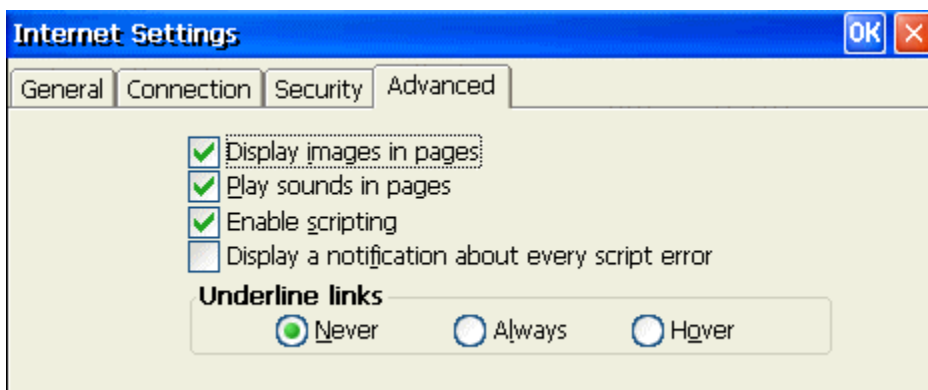 Internet Settings OK
General Connection Security Advanced
Display images in pages
Play sounds in pages
Enable scripting
Display a notification about every script error
Underline links
Never Always Hover